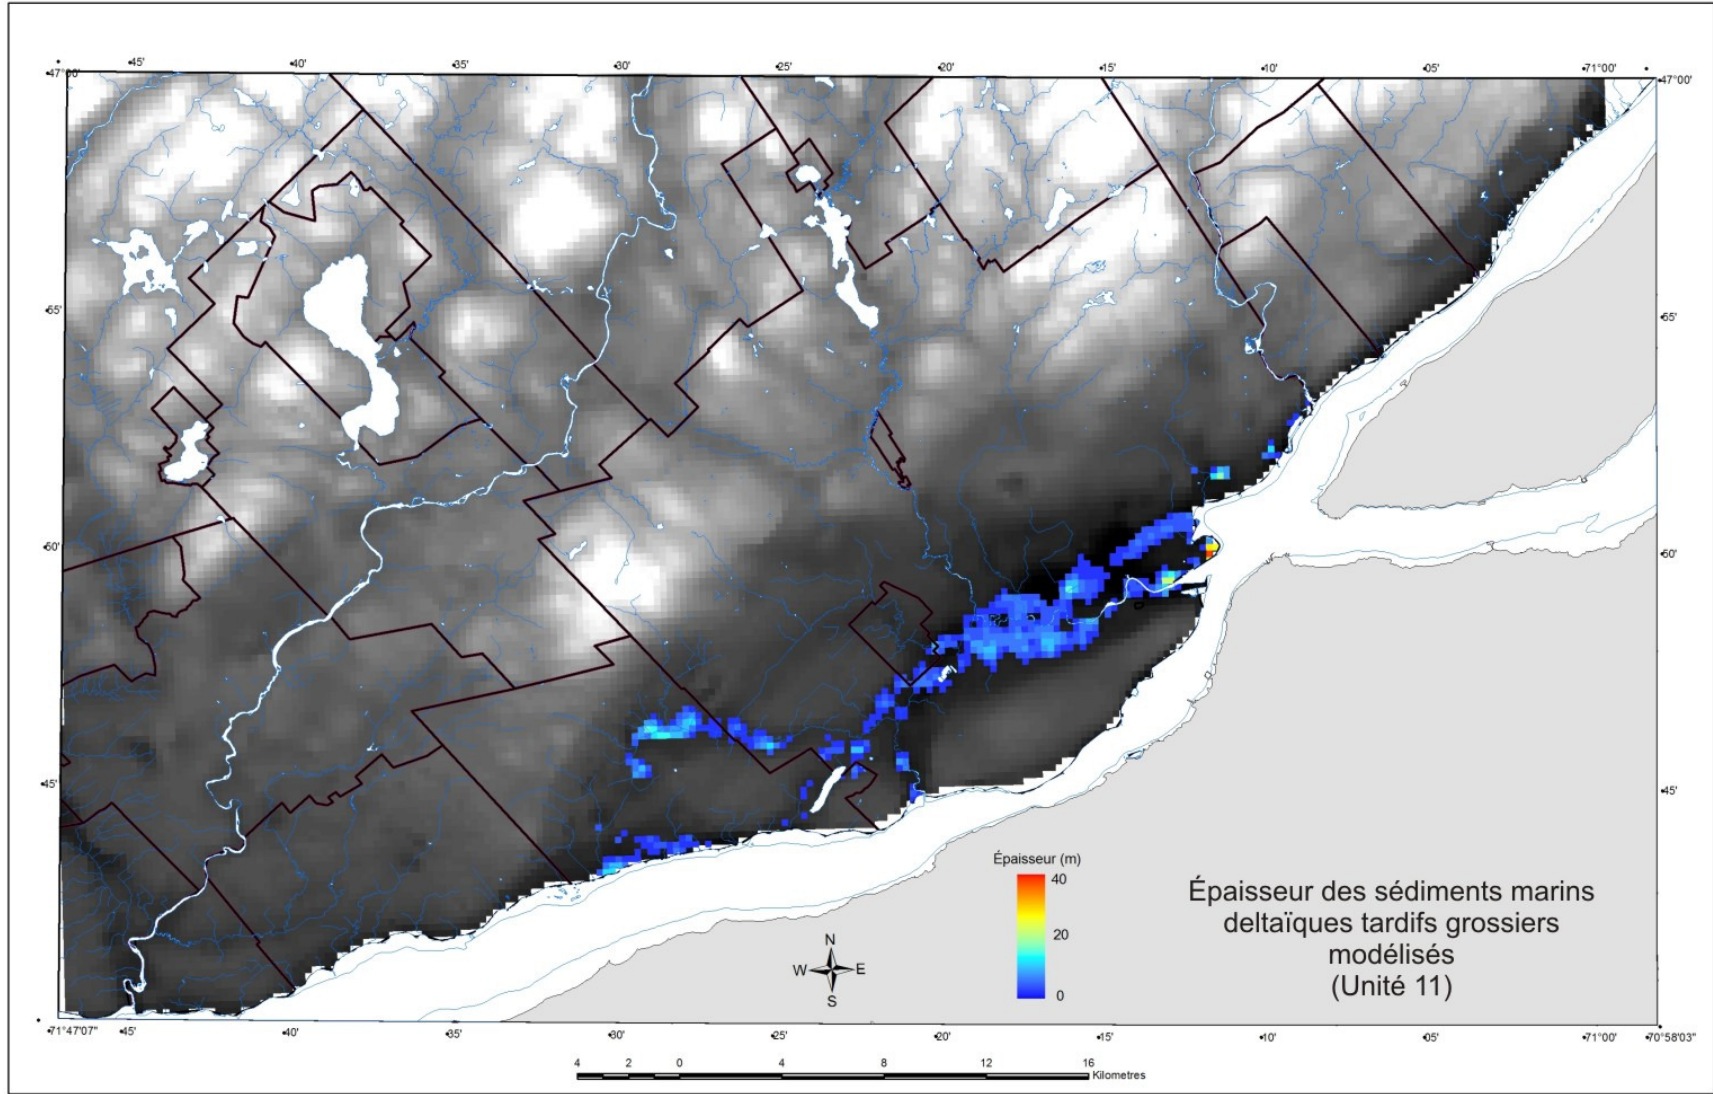 47°00' 45' 40' 35' 30' 25' 20' 15' 10' 05' 71°00' 47°00'
55' 55'
50' 50'
45' 45'
Épaisseur (m)
40
20
0
N
W E
S
Épaisseur des sédiments marins
deltaïques tardifs grossiers
modélisés
(Unité 11)
71°47'07" 45' 40' 35' 30' 25' 20' 15' 10' 05' 71°00' 70°58'03"
4 2 0 4 8 12 16
Kilometres